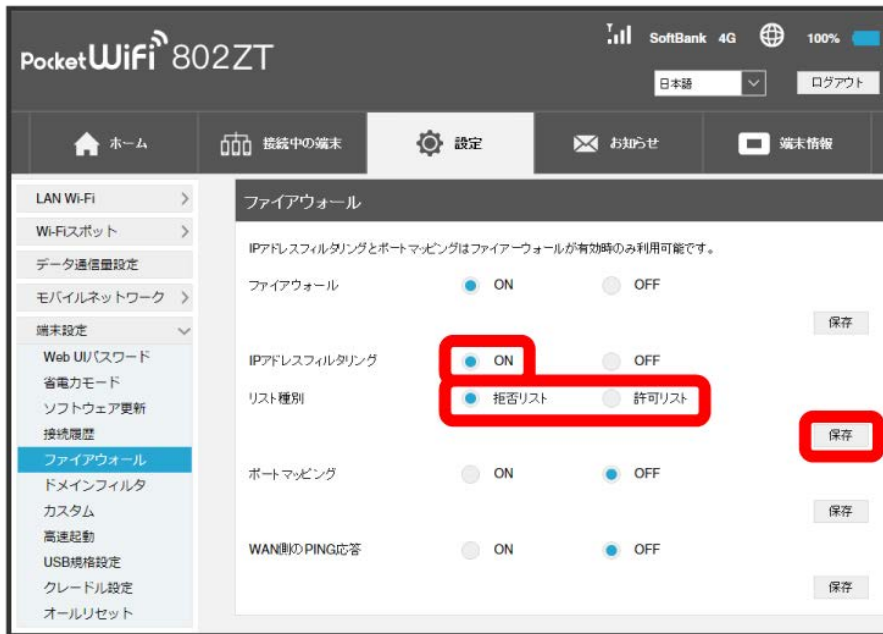 PocketWiFi 802ZT
SoftBank 4G 100%
日本語 ログアウト
ホーム 接続中の端末 設定 お知らせ 端末情報
LAN Wi-Fi
Wi-Fiスポット
データ通信量設定
モバイルネットワーク
端末設定
Web UIパスワード
省電力モード
ソフトウェア更新
接続履歴
ファイアウォール
ドメインフィルタ
カスタム
高速起動
USB規格設定
クレードル設定
オールリセット
ファイアウォール
IPアドレスフィルタリングとポートマッピングはファイアーウォールが有効時のみ利用可能です。
ファイアウォール ON OFF
保存
IPアドレスフィルタリング ON OFF
リスト種別 拒否リスト 許可リスト
保存
ポートマッピング ON OFF
保存
WAN側のPING応答 ON OFF
保存